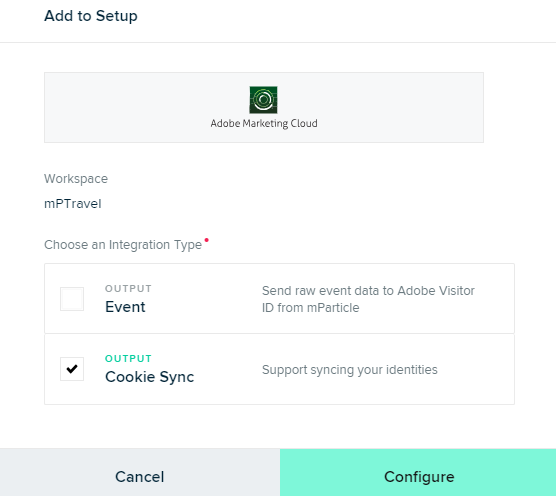 Add to Setup
Adobe Marketing Cloud
Workspace
mPTravel
Choose an Integration Type*
OUTPUT
Event
Send raw event data to Adobe Visitor
ID from mParticle
OUTPUT
Cookie Sync
Support syncing your identities
Cancel
Configure